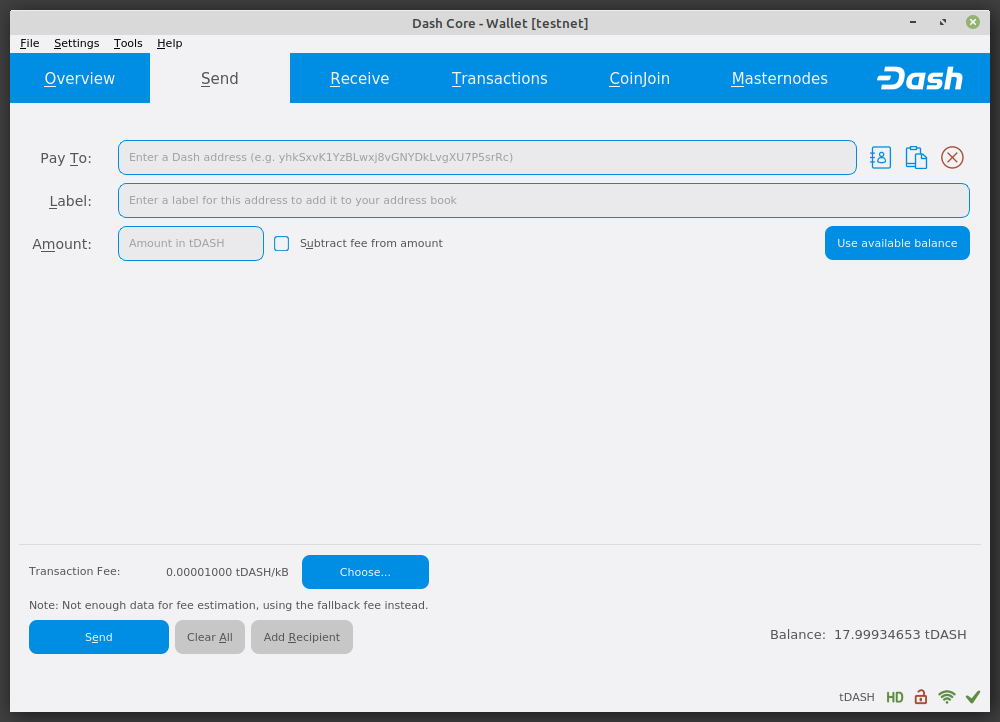 Dash Core - Wallet [testnet]
File Settings Tools Help
Overview Send Receive Transactions CoinJoin Masternodes Dash
Pay To: Enter a Dash address (e.g. yhkSxvK1YzBLwxj8vGNYDkLvgXU7P5srRc)
Label: Enter a label for this address to add it to your address book
Amount: Amount in tDASH Subtract fee from amount Use available balance
Transaction Fee: 0.00001000 tDASH/kB Choose...
Note: Not enough data for fee estimation, using the fallback fee instead.
Send Clear All Add Recipient Balance: 17.99934653 tDASH
tDASH HD